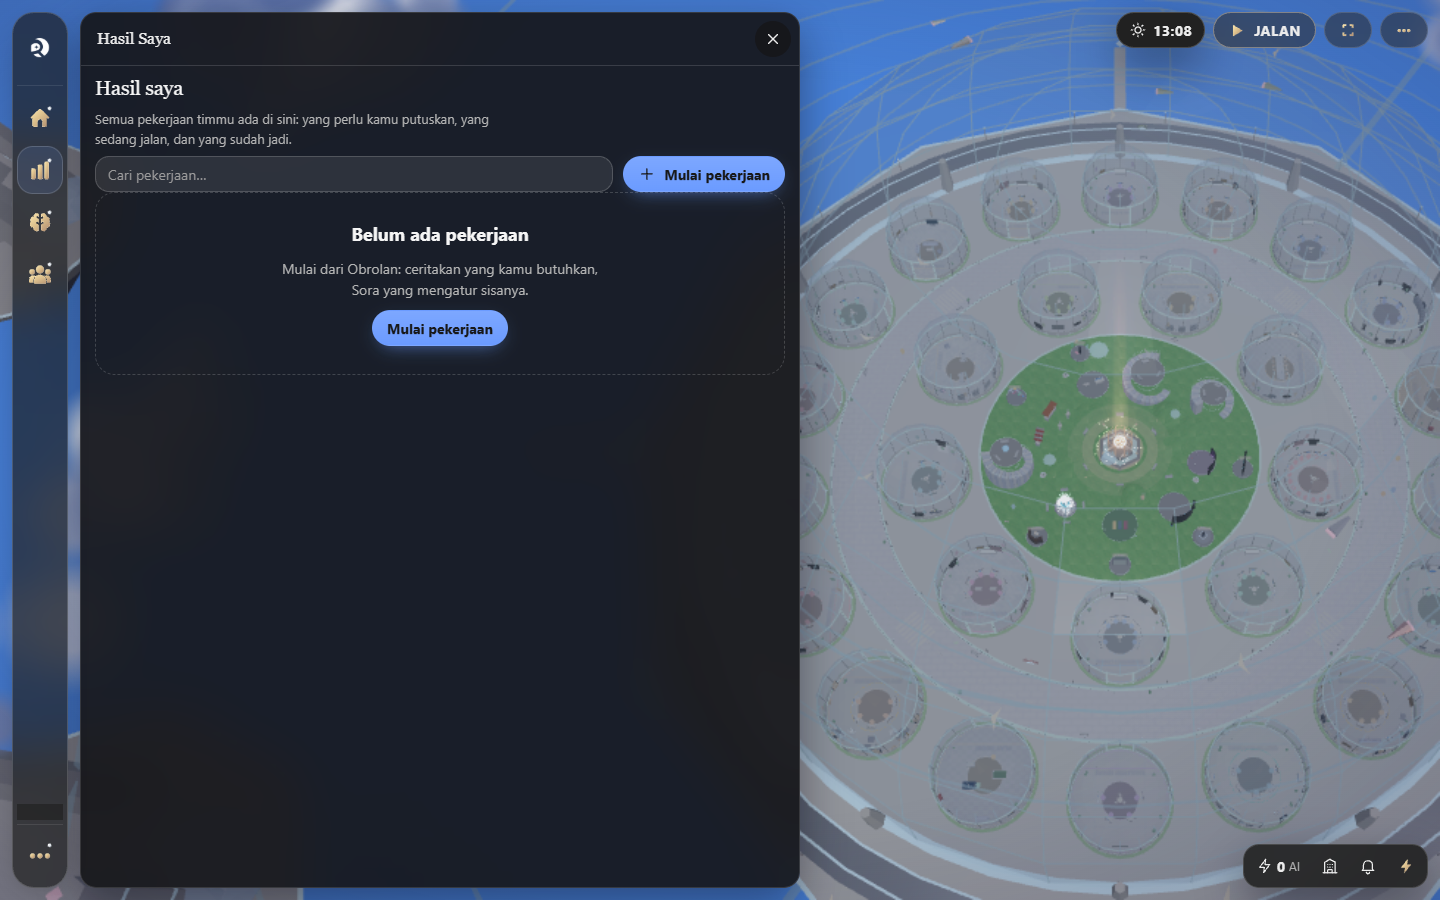 Hasil Saya
13:08
JALAN
Hasil saya
Semua pekerjaan timmu ada di sini: yang perlu kamu putuskan, yang
sedang jalan, dan yang sudah jadi.
Cari pekerjaan...
Mulai pekerjaan
Belum ada pekerjaan
Mulai dari Obrolan: ceritakan yang kamu butuhkan,
Sora yang mengatur sisanya.
Mulai pekerjaan
0 AI